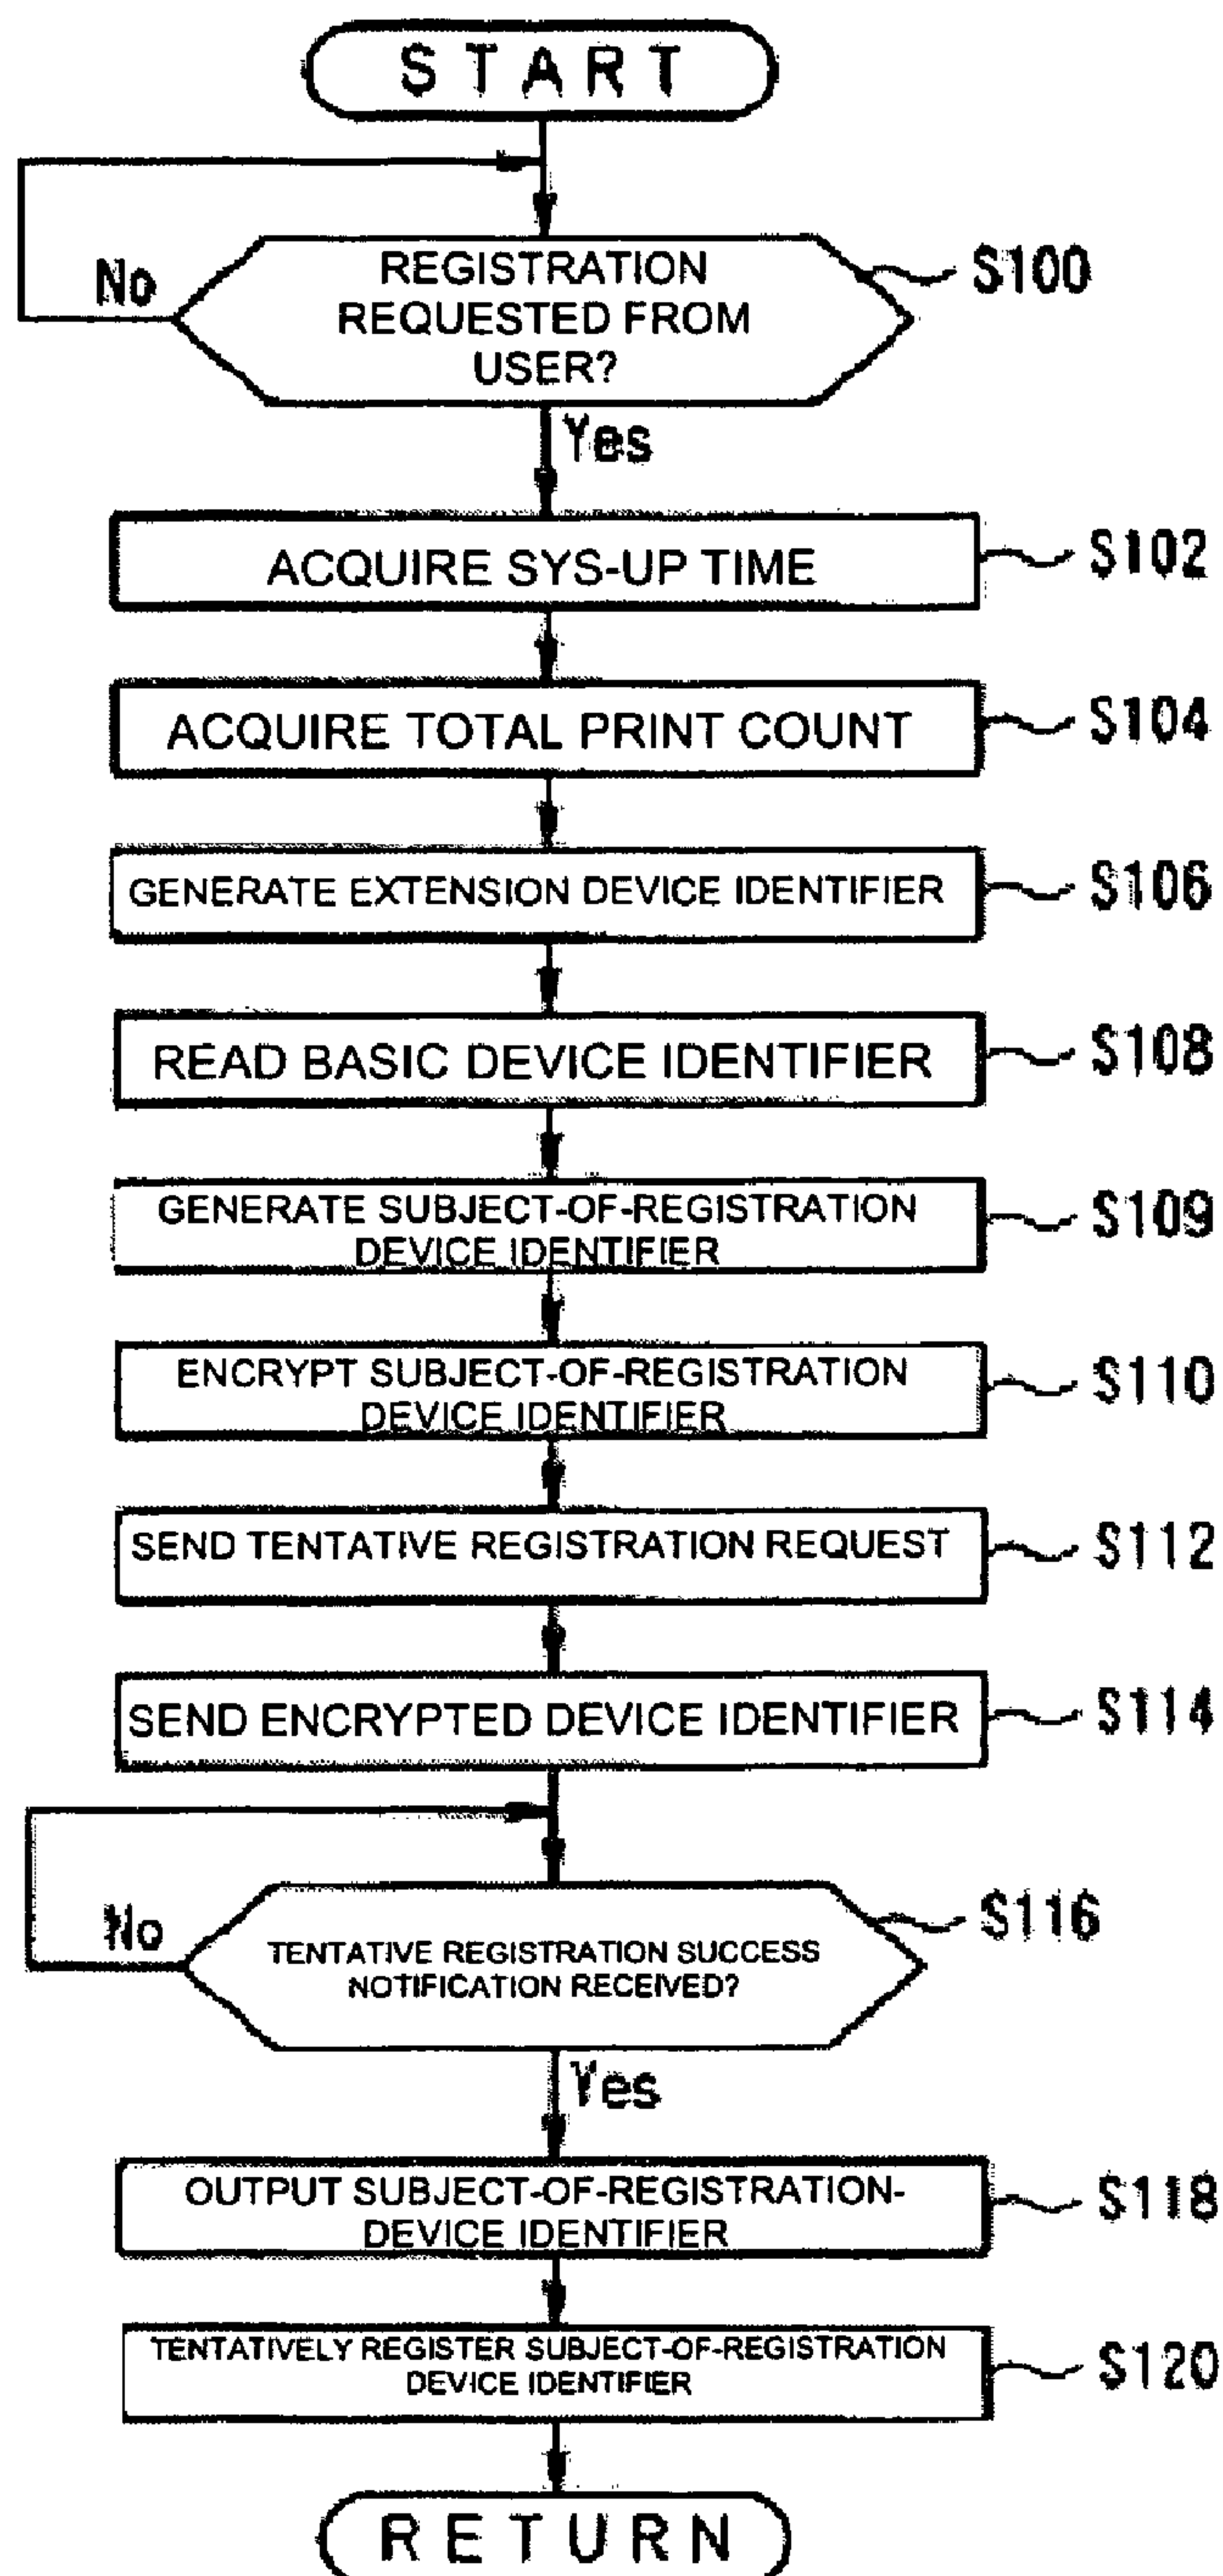 START
No
REGISTRATION
REQUESTED FROM
USER?
S100
Yes
ACQUIRE SYS-UP TIME
S102
ACQUIRE TOTAL PRINT COUNT
S104
GENERATE EXTENSION DEVICE IDENTIFIER
S106
READ BASIC DEVICE IDENTIFIER
S108
GENERATE SUBJECT-OF-REGISTRATION
DEVICE IDENTIFIER
S109
ENCRYPT SUBJECT-OF-REGISTRATION
DEVICE IDENTIFIER
S110
SEND TENTATIVE REGISTRATION REQUEST
S112
SEND ENCRYPTED DEVICE IDENTIFIER
S114
No
TENTATIVE REGISTRATION SUCCESS
NOTIFICATION RECEIVED?
S116
Yes
OUTPUT SUBJECT-OF-REGISTRATION-
DEVICE IDENTIFIER
S118
TENTATIVELY REGISTER SUBJECT-OF-REGISTRATION
DEVICE IDENTIFIER
S120
RETURN